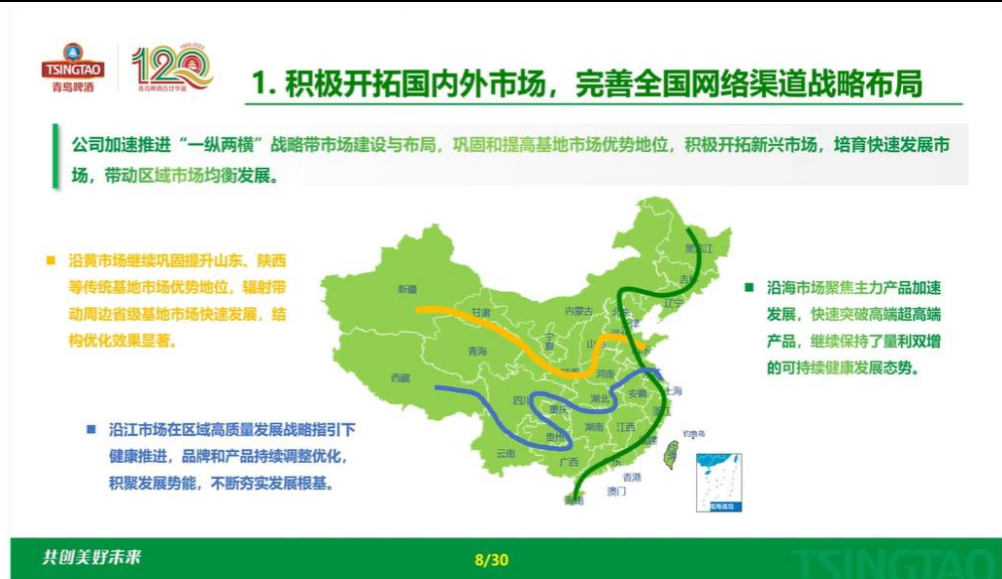 TSINGTAO
青岛啤酒
120
1. 积极开拓国内外市场，完善全国网络渠道战略布局
公司加速推进“一纵两横”战略带市场建设与布局，巩固和提高基地市场优势地位，积极开拓新兴市场，培育快速发展市
场，带动区域市场均衡发展。
■ 沿黄市场继续巩固提升山东、陕西
等传统基地市场优势地位，辐射带
动周边省级基地市场快速发展，结
构优化效果显著。
■ 沿海市场聚焦主力产品加速
发展，快速突破高端超高端
产品，继续保持了量利双增
的可持续健康发展态势。
■ 沿江市场在区域高质量发展战略指引下
健康推进，品牌和产品持续调整优化，
积聚发展势能，不断夯实发展根基。
黑龙江
吉林
辽宁
新疆
甘肃
内蒙古
北京
宁夏
青海
河南
西藏
四川
重庆
湖北
安徽
上海
浙江
贵州
湖南
江西
云南
广西
钓鱼岛
香港
澳门
南海诸岛
共创美好未来
8/30
TSINGTAO